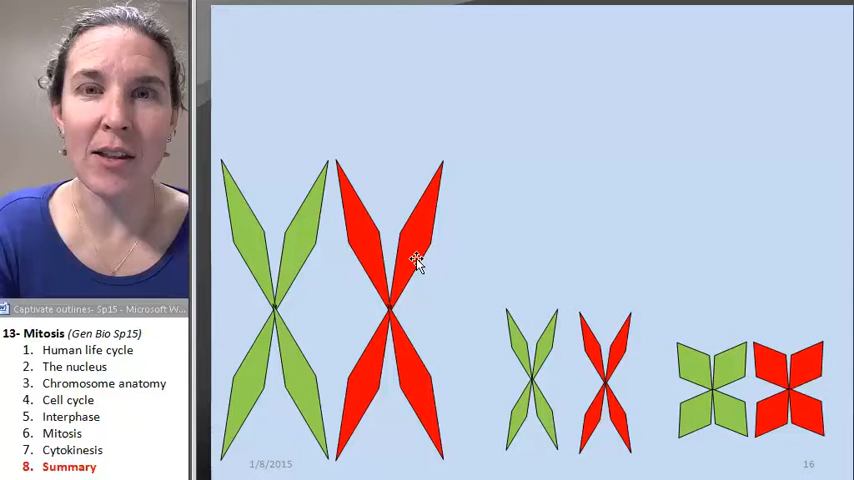 Captivate outlines- Sp15 - Microsoft W...
13- Mitosis (Gen Bio Sp15)
1. Human life cycle
2. The nucleus
3. Chromosome anatomy
4. Cell cycle
5. Interphase
6. Mitosis
7. Cytokinesis
8. Summary
1/8/2015
16